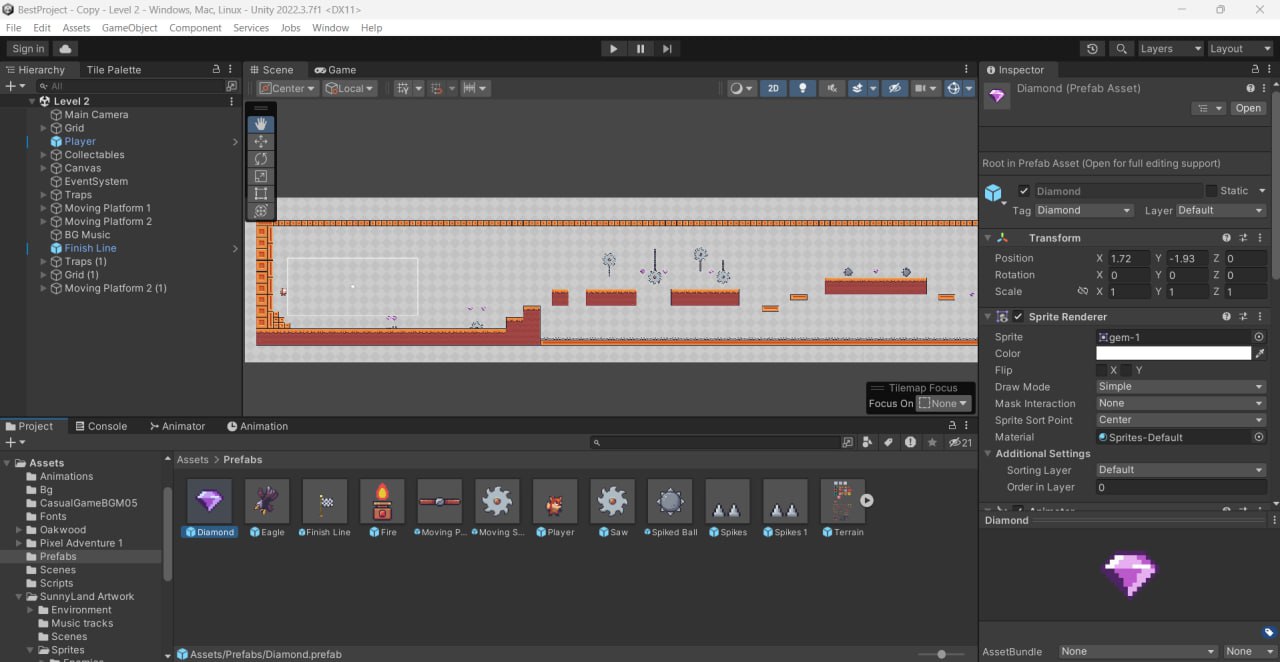 BestProject - Copy - Level 2 - Windows, Mac, Linux - Unity 2022.3.7f1 <DX11>
File Edit Assets GameObject Component Services Jobs Window Help
Sign in Layers Layout
Hierarchy Tile Palette
All
Level 2
Main Camera
Grid
Player
Collectables
Canvas
EventSystem
Traps
Moving Platform 1
Moving Platform 2
BG Music
Finish Line
Traps (1)
Grid (1)
Moving Platform 2 (1)
Scene Game
Center Local 2D
Tilemap Focus
Focus On None
Inspector
Diamond (Prefab Asset)
Open
Root in Prefab Asset (Open for full editing support)
Diamond Static
Tag Diamond Layer Default
Transform
Position X 1.72 Y -1.93 Z 0
Rotation X 0 Y 0 Z 0
Scale X 1 Y 1 Z 1
Sprite Renderer
Sprite gem-1
Color
Flip X Y
Draw Mode Simple
Mask Interaction None
Sprite Sort Point Center
Material Sprites-Default
Additional Settings
Sorting Layer Default
Order in Layer 0
Diamond
AssetBundle None None
Project Console Animator Animation
21
Assets
Animations
Bg
CasualGameBGM05
Fonts
Oakwood
Pixel Adventure 1
Prefabs
Scenes
Scripts
SunnyLand Artwork
Environment
Music tracks
Scenes
Sprites
Assets > Prefabs
Diamond Eagle Finish Line Fire Moving P... Moving S... Player Saw Spiked Ball Spikes Spikes 1 Terrain
Assets/Prefabs/Diamond.prefab